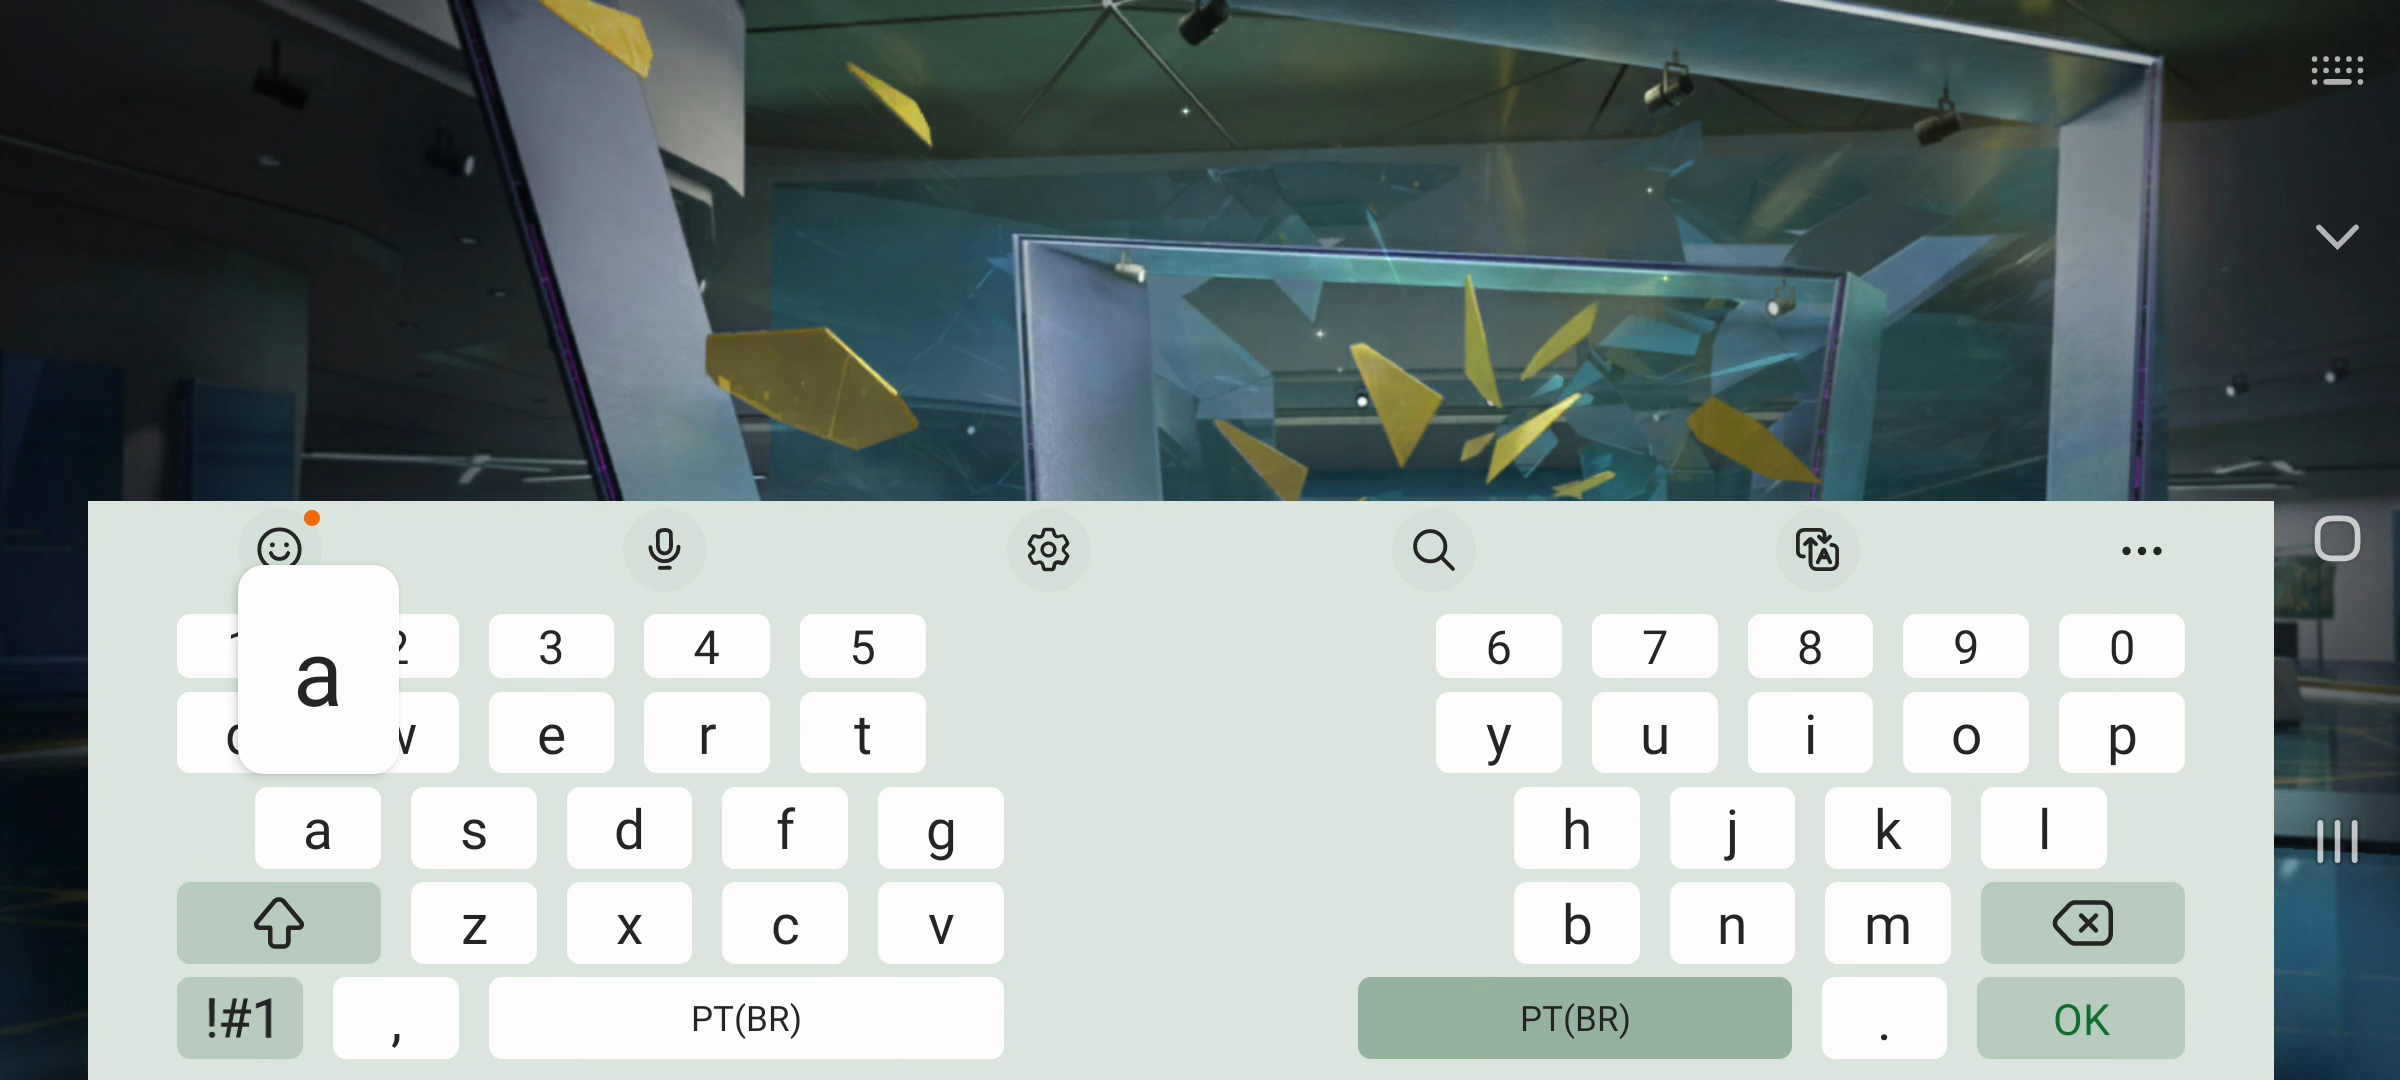 a
1 2 3 4 5 6 7 8 9 0
q w e r t y u i o p
a s d f g h j k l
z x c v b n m
!#1 , PT(BR) PT(BR) . OK